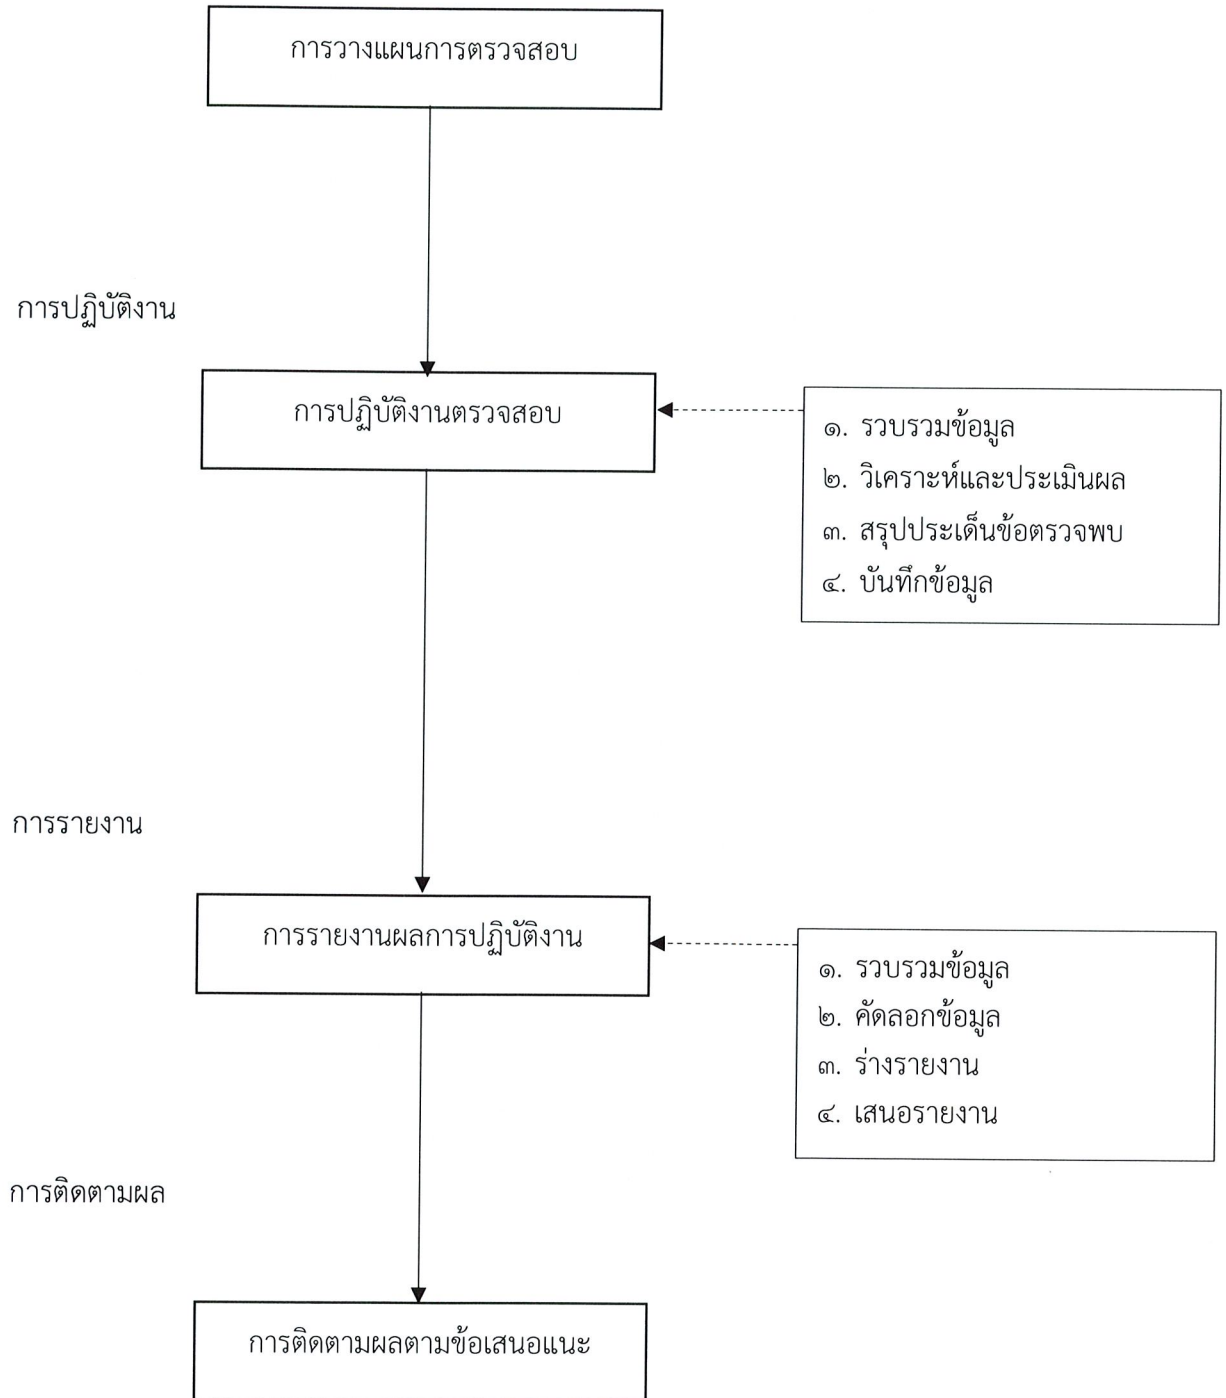 การวางแผนการตรวจสอบ
การปฏิบัติงาน
การปฏิบัติงานตรวจสอบ
๑. รวบรวมข้อมูล
๒. วิเคราะห์และประเมินผล
๓. สรุปประเด็นข้อตรวจพบ
๔. บันทึกข้อมูล
การรายงาน
การรายงานผลการปฏิบัติงาน
๑. รวบรวมข้อมูล
๒. คัดลอกข้อมูล
๓. ร่างรายงาน
๔. เสนอรายงาน
การติดตามผล
การติดตามผลตามข้อเสนอแนะ